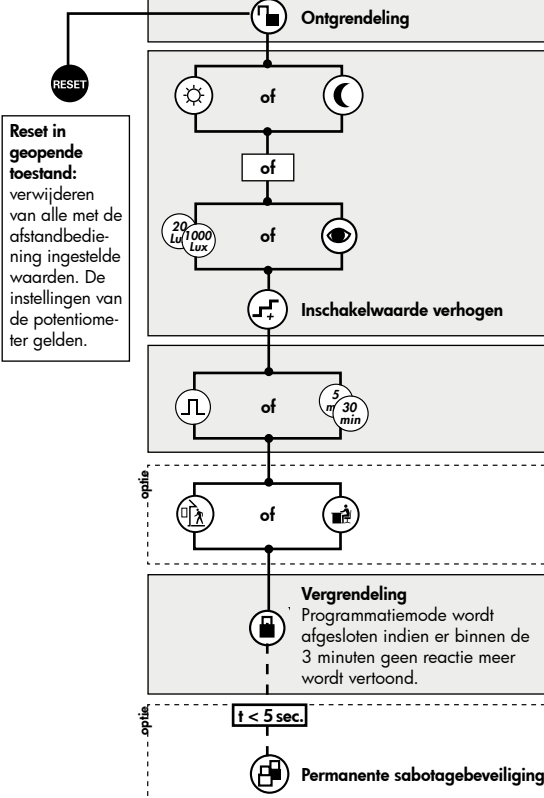 Ontgrendeling
RESET
Reset in
geopende
toestand:
verwijderen
van alle met de
afstandbedie-
ning ingestelde
waarden. De
instellingen van
de potentiome-
ter gelden.
of
of
20
Lu
1000
Lux
of
+
Inschakelwaarde verhogen
of
5
m
30
min
optie
of
Vergrendeling
Programmatiemode wordt
afgesloten indien er binnen de
3 minuten geen reactie meer
wordt vertoond.
optie
t < 5 sec.
Permanente sabotagebeveiliging